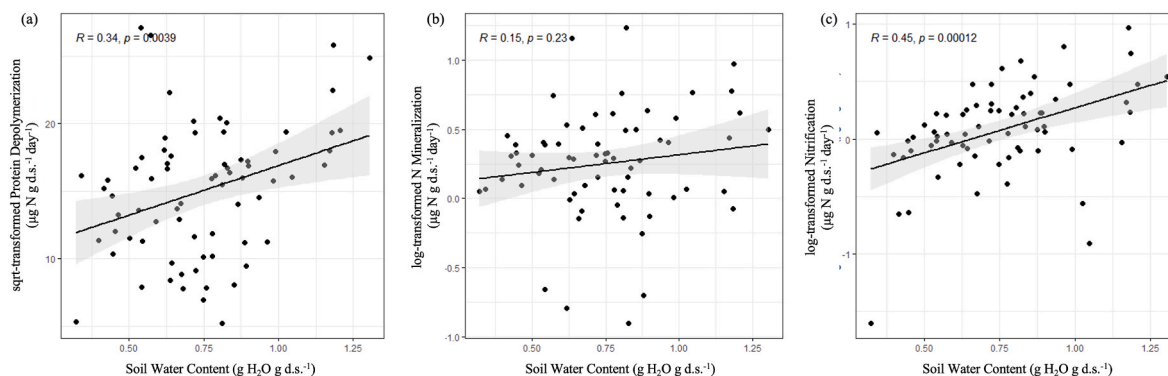 (a)
R = 0.34, p = 0.0039
20
10
0.50 0.75 1.00 1.25
sqrt-transformed Protein Depolymerization
(µg N g d.s.⁻¹ day⁻¹)
Soil Water Content (g H₂O g d.s.⁻¹)
(b)
R = 0.15, p = 0.23
1.0
0.5
0.0
-0.5
-1.0
0.50 0.75 1.00 1.25
log-transformed N Mineralization
(µg N g d.s.⁻¹ day⁻¹)
Soil Water Content (g H₂O g d.s.⁻¹)
(c)
R = 0.45, p = 0.00012
1
0
-1
0.50 0.75 1.00 1.25
log-transformed Nitrification
(µg N g d.s.⁻¹ day⁻¹)
Soil Water Content (g H₂O g d.s.⁻¹)